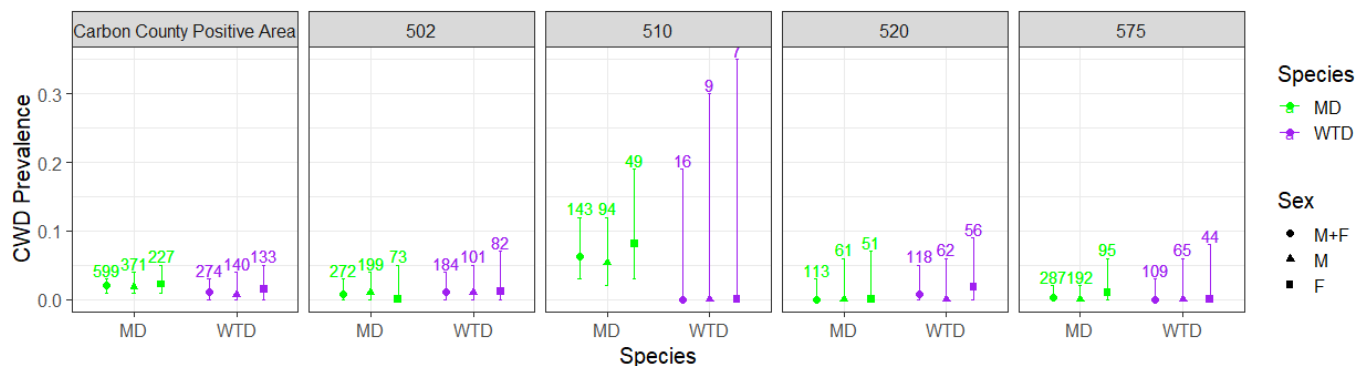 Carbon County Positive Area 502 510 520 575
CWD Prevalence
0.3
0.2
0.1
0.0
599 371 227 274 140 133
272 199 73 184 101 82
143 94 49 16 9 7
113 61 51 118 62 56
287 192 95 109 65 44
MD WTD MD WTD MD WTD MD WTD MD WTD
Species
Species
a MD
a WTD
Sex
M+F
M
F